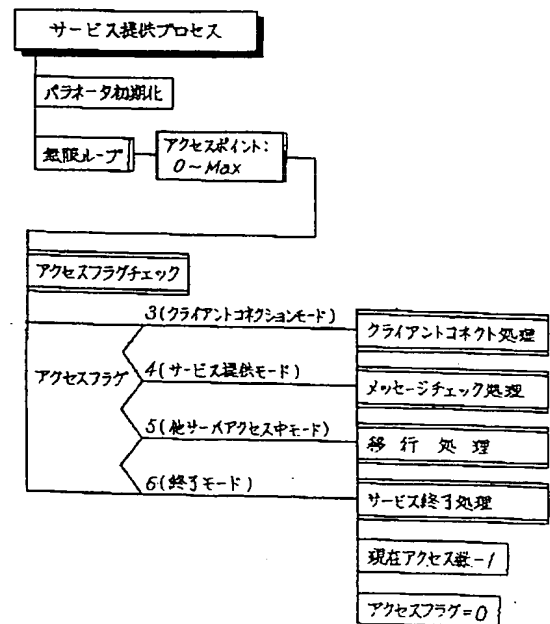 サービス提供プロセス
パラメータ初期化
無限ループ
アクセスポイント:
0~Max
アクセスフラグチェック
アクセスフラグ
3(クライアントコネクションモード)
クライアントコネクト処理
4(サービス提供モード)
メッセージチェック処理
5(他サーバアクセス中モード)
移行処理
6(終了モード)
サービス終了処理
現在アクセス数-1
アクセスフラグ=0